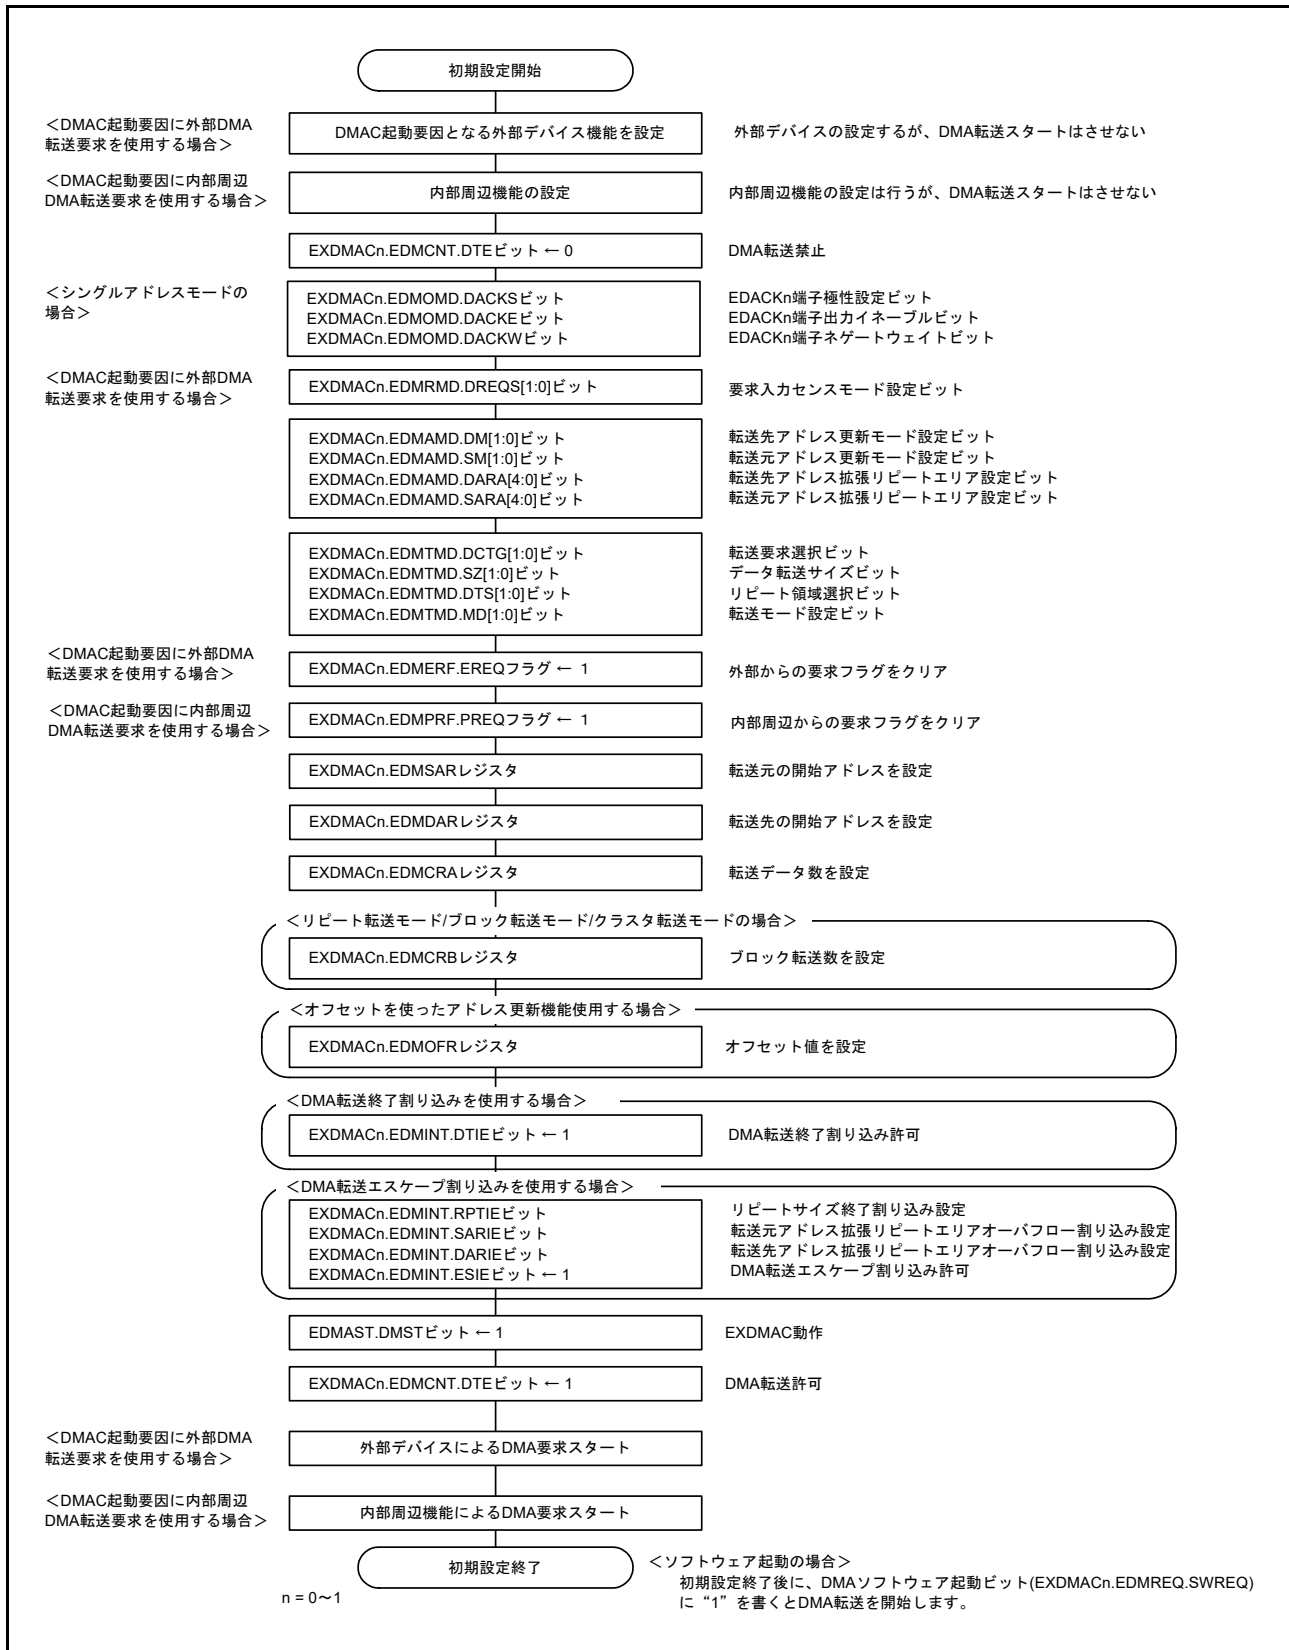 初期設定開始
＜DMAC起動要因に外部DMA
転送要求を使用する場合＞
DMAC起動要因となる外部デバイス機能を設定
外部デバイスの設定するが、DMA転送スタートはさせない
＜DMAC起動要因に内部周辺
DMA転送要求を使用する場合＞
内部周辺機能の設定
内部周辺機能の設定は行うが、DMA転送スタートはさせない
EXDMACn.EDMCNT.DTEビット ← 0
DMA転送禁止
＜シングルアドレスモードの
場合＞
EXDMACn.EDMOMD.DACKSビット
EXDMACn.EDMOMD.DACKEビット
EXDMACn.EDMOMD.DACKWビット
EDACKn端子極性設定ビット
EDACKn端子出力イネーブルビット
EDACKn端子ネゲートウェイトビット
＜DMAC起動要因に外部DMA
転送要求を使用する場合＞
EXDMACn.EDMRMD.DREQS[1:0]ビット
要求入力センスモード設定ビット
EXDMACn.EDMAMD.DM[1:0]ビット
EXDMACn.EDMAMD.SM[1:0]ビット
EXDMACn.EDMAMD.DARA[4:0]ビット
EXDMACn.EDMAMD.SARA[4:0]ビット
転送先アドレス更新モード設定ビット
転送元アドレス更新モード設定ビット
転送先アドレス拡張リピートエリア設定ビット
転送元アドレス拡張リピートエリア設定ビット
EXDMACn.EDMTMD.DCTG[1:0]ビット
EXDMACn.EDMTMD.SZ[1:0]ビット
EXDMACn.EDMTMD.DTS[1:0]ビット
EXDMACn.EDMTMD.MD[1:0]ビット
転送要求選択ビット
データ転送サイズビット
リピート領域選択ビット
転送モード設定ビット
＜DMAC起動要因に外部DMA
転送要求を使用する場合＞
EXDMACn.EDMERF.EREQフラグ ← 1
外部からの要求フラグをクリア
＜DMAC起動要因に内部周辺
DMA転送要求を使用する場合＞
EXDMACn.EDMPRF.PREQフラグ ← 1
内部周辺からの要求フラグをクリア
EXDMACn.EDMSARレジスタ
転送元の開始アドレスを設定
EXDMACn.EDMDARレジスタ
転送先の開始アドレスを設定
EXDMACn.EDMCRAレジスタ
転送データ数を設定
＜リピート転送モード/ブロック転送モード/クラスタ転送モードの場合＞
EXDMACn.EDMCRBレジスタ
ブロック転送数を設定
＜オフセットを使ったアドレス更新機能使用する場合＞
EXDMACn.EDMOFRレジスタ
オフセット値を設定
＜DMA転送終了割り込みを使用する場合＞
EXDMACn.EDMINT.DTIEビット ← 1
DMA転送終了割り込み許可
＜DMA転送エスケープ割り込みを使用する場合＞
EXDMACn.EDMINT.RPTIEビット
EXDMACn.EDMINT.SARIEビット
EXDMACn.EDMINT.DARIEビット
EXDMACn.EDMINT.ESIEビット ← 1
リピートサイズ終了割り込み設定
転送元アドレス拡張リピートエリアオーバフロー割り込み設定
転送先アドレス拡張リピートエリアオーバフロー割り込み設定
DMA転送エスケープ割り込み許可
EDMAST.DMSTビット ← 1
EXDMAC動作
EXDMACn.EDMCNT.DTEビット ← 1
DMA転送許可
＜DMAC起動要因に外部DMA
転送要求を使用する場合＞
外部デバイスによるDMA要求スタート
＜DMAC起動要因に内部周辺
DMA転送要求を使用する場合＞
内部周辺機能によるDMA要求スタート
初期設定終了
＜ソフトウェア起動の場合＞
初期設定終了後に、DMAソフトウェア起動ビット(EXDMACn.EDMREQ.SWREQ)
に“1”を書くとDMA転送を開始します。
n = 0～1